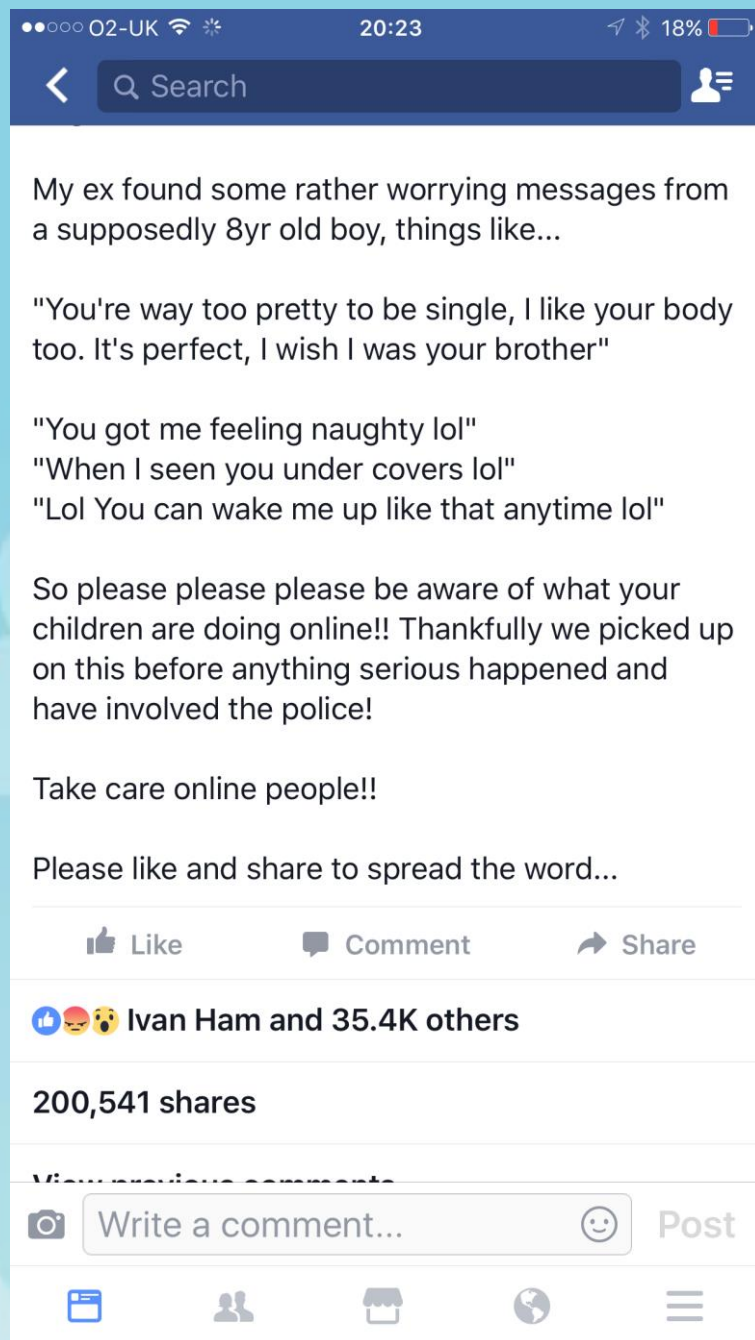 O2-UK 20:23 18%
Search
My ex found some rather worrying messages from
a supposedly 8yr old boy, things like...
"You're way too pretty to be single, I like your body
too. It's perfect, I wish I was your brother"
"You got me feeling naughty lol"
"When I seen you under covers lol"
"Lol You can wake me up like that anytime lol"
So please please please be aware of what your
children are doing online!! Thankfully we picked up
on this before anything serious happened and
have involved the police!
Take care online people!!
Please like and share to spread the word...
Like Comment Share
Ivan Ham and 35.4K others
200,541 shares
View previous comments
Write a comment... Post